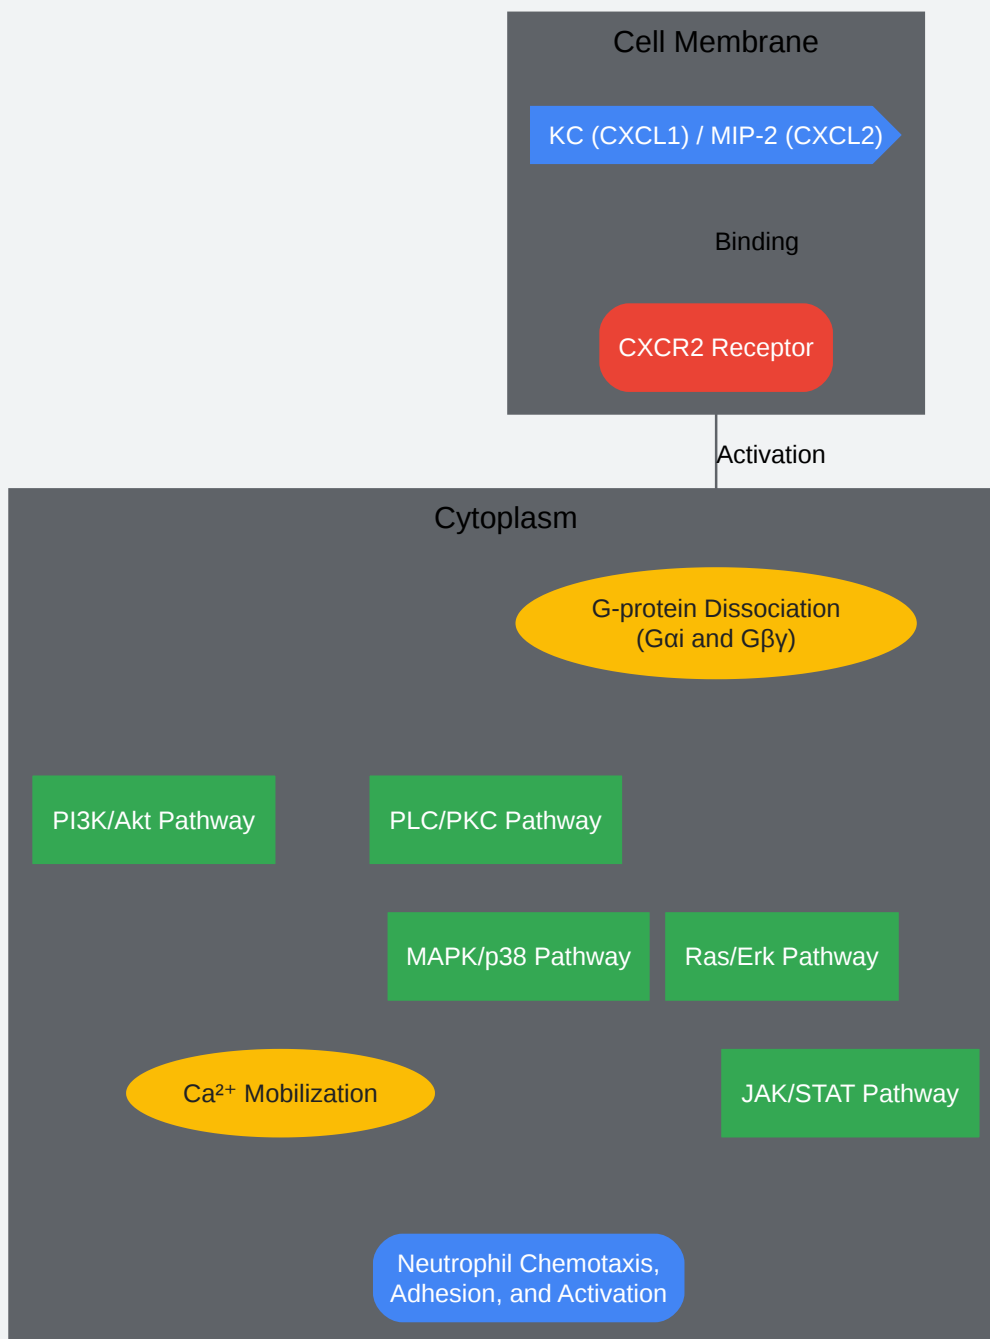 Cell Membrane
KC (CXCL1) / MIP-2 (CXCL2)
Binding
CXCR2 Receptor
Activation
Cytoplasm
G-protein Dissociation
(Gαi and Gβγ)
PI3K/Akt Pathway
PLC/PKC Pathway
MAPK/p38 Pathway
Ras/Erk Pathway
Ca²⁺ Mobilization
JAK/STAT Pathway
Neutrophil Chemotaxis,
Adhesion, and Activation